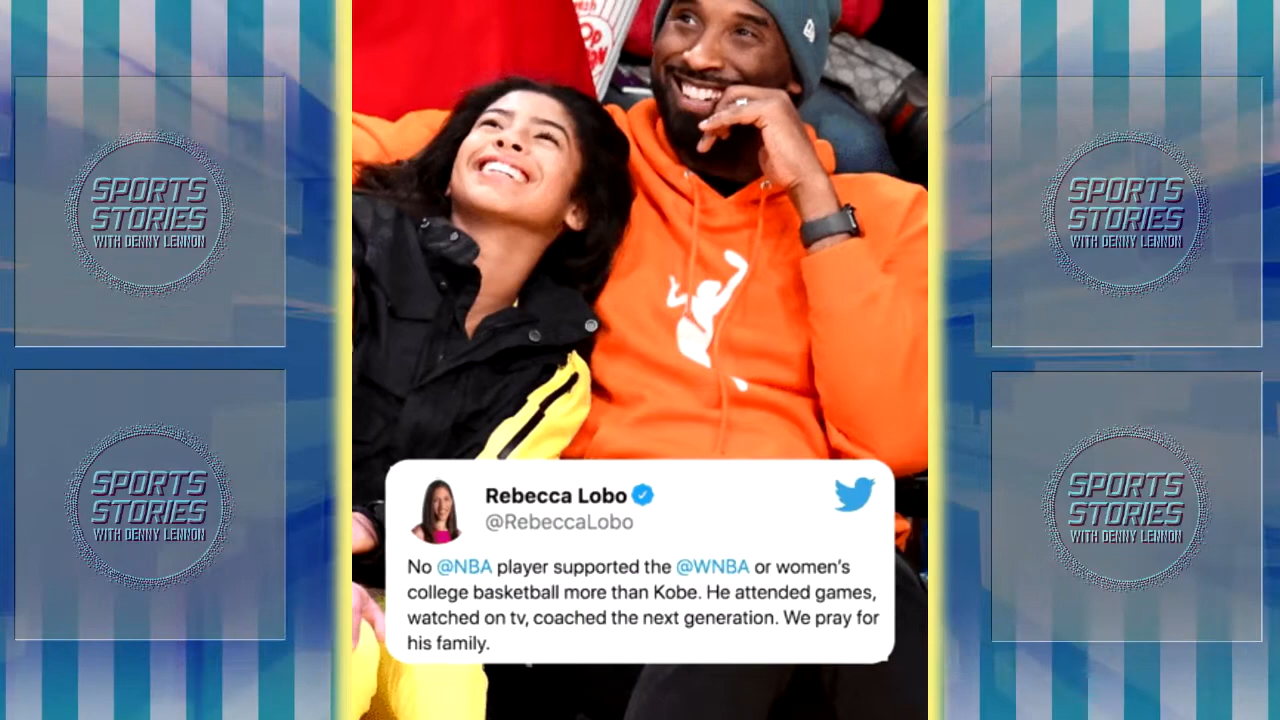 SPORTS
STORIES
WITH DENNY LENNON
SPORTS
STORIES
WITH DENNY LENNON
Rebecca Lobo
@RebeccaLobo
No @NBA player supported the @WNBA or women's
college basketball more than Kobe. He attended games,
watched on tv, coached the next generation. We pray for
his family.
SPORTS
STORIES
WITH DENNY LENNON
SPORTS
STORIES
WITH DENNY LENNON